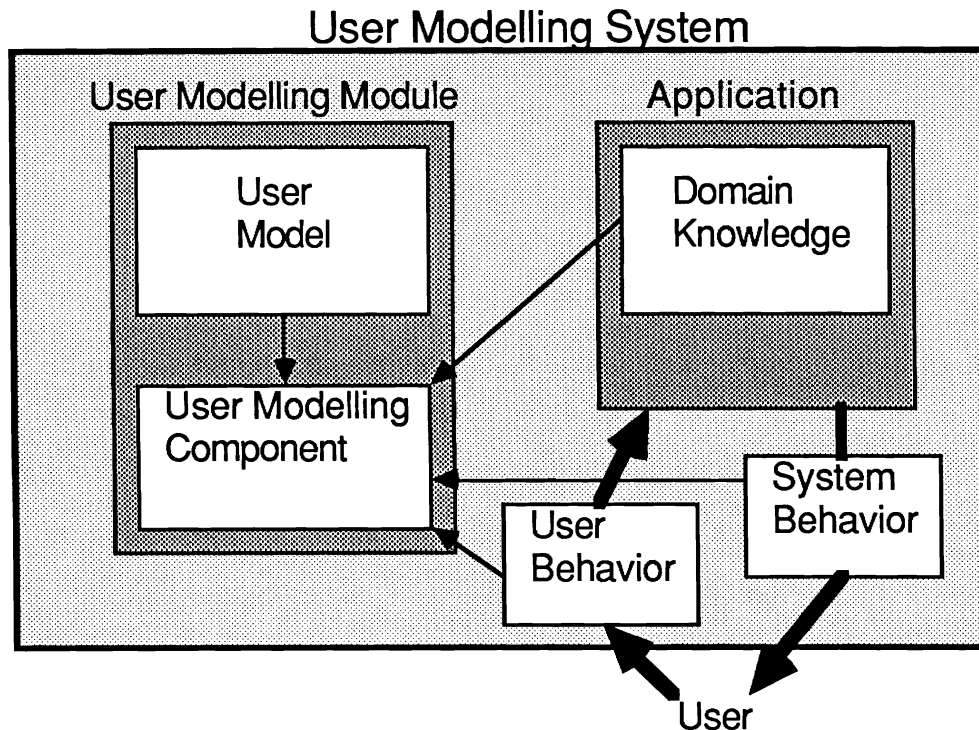 User Modelling System
User Modelling Module
Application
User
Model
Domain
Knowledge
User Modelling
Component
System
Behavior
User
Behavior
User